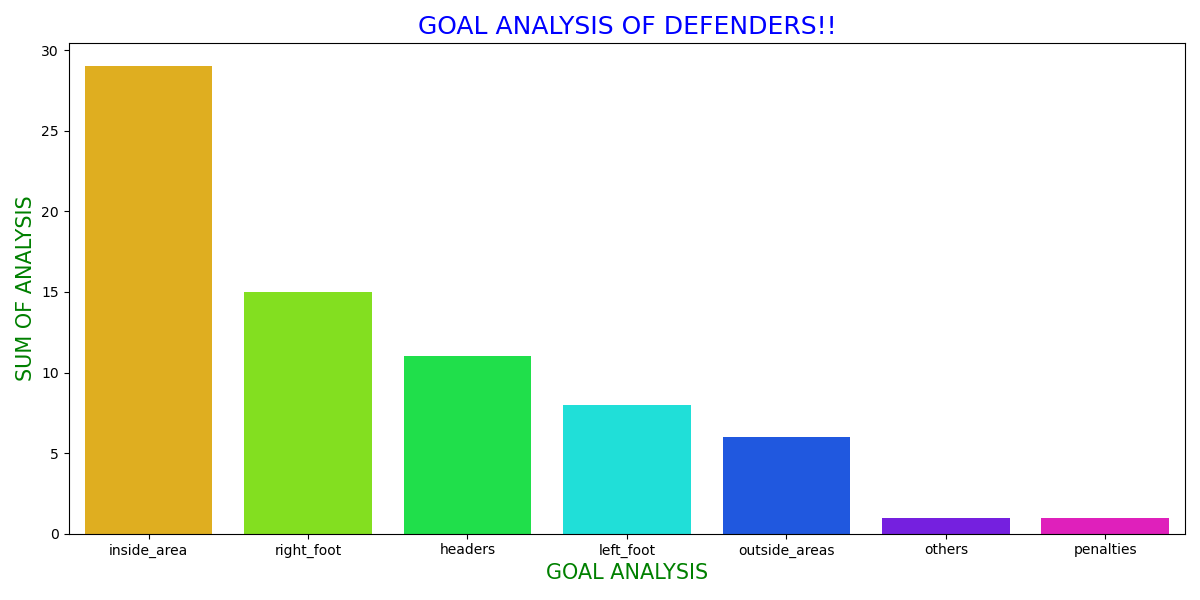 GOAL ANALYSIS OF DEFENDERS!!
SUM OF ANALYSIS
30
25
20
15
10
5
0
inside_area right_foot headers left_foot outside_areas others penalties
GOAL ANALYSIS